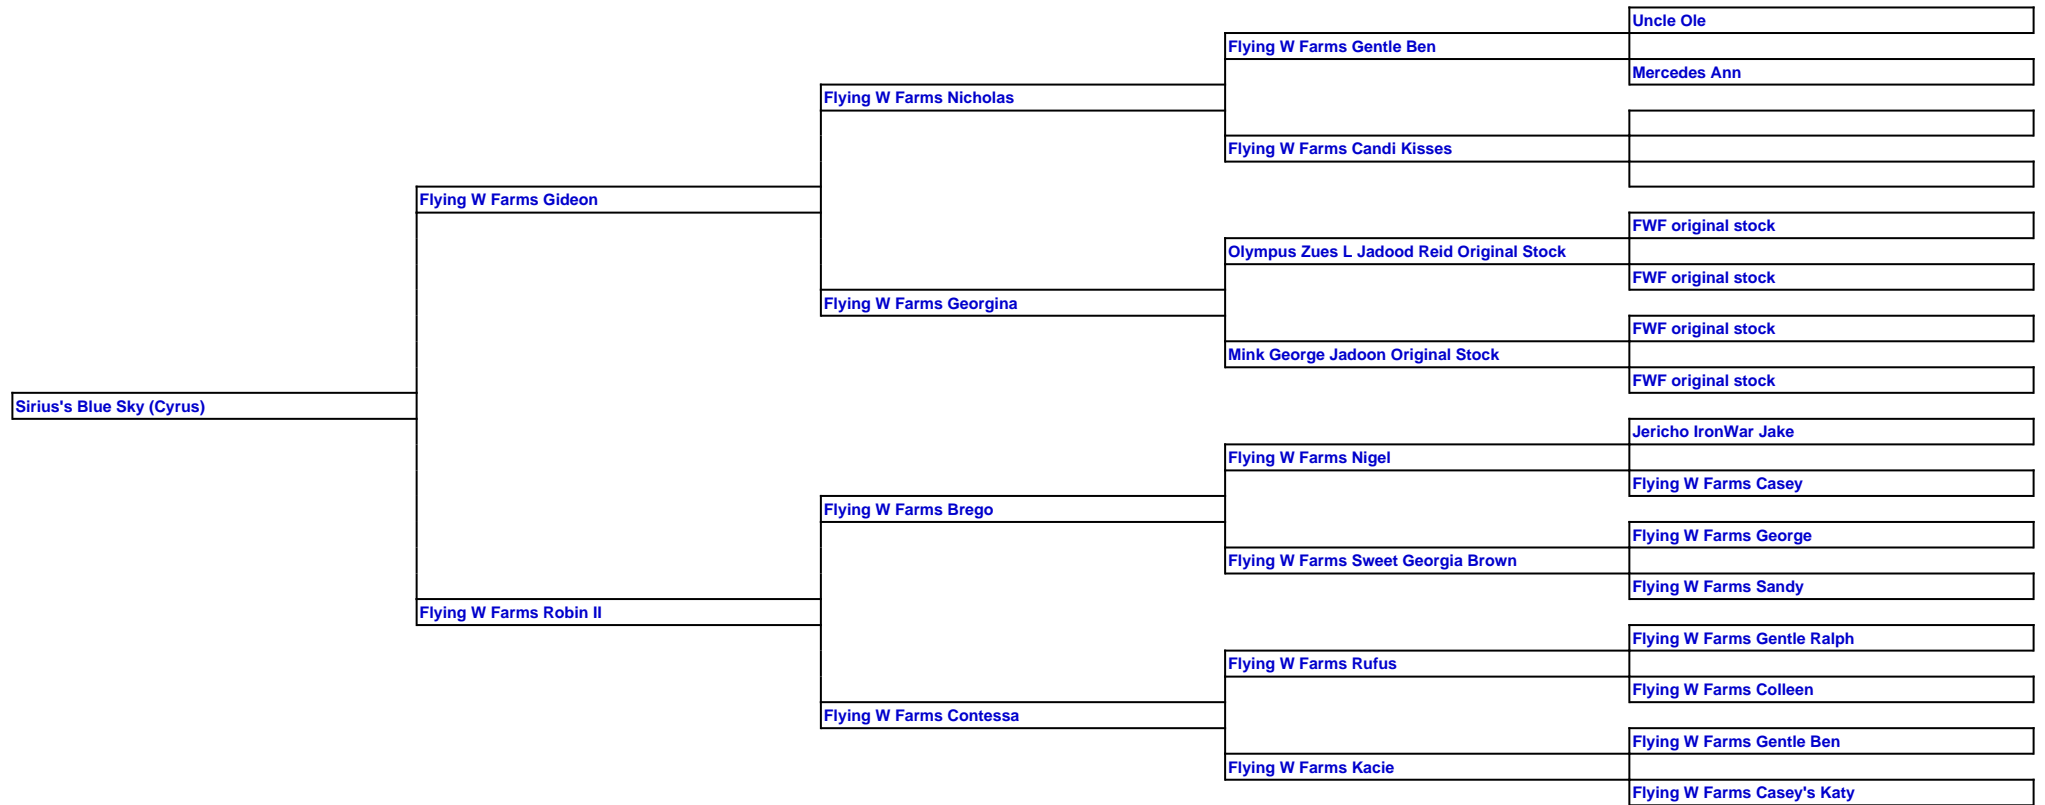 Uncle Ole
Flying W Farms Gentle Ben
Mercedes Ann
Flying W Farms Nicholas
Flying W Farms Candi Kisses
Flying W Farms Gideon
FWF original stock
Olympus Zues L Jadood Reid Original Stock
FWF original stock
Flying W Farms Georgina
FWF original stock
Mink George Jadoon Original Stock
FWF original stock
Sirius's Blue Sky (Cyrus)
Jericho IronWar Jake
Flying W Farms Nigel
Flying W Farms Casey
Flying W Farms Brego
Flying W Farms George
Flying W Farms Sweet Georgia Brown
Flying W Farms Sandy
Flying W Farms Robin II
Flying W Farms Gentle Ralph
Flying W Farms Rufus
Flying W Farms Colleen
Flying W Farms Contessa
Flying W Farms Gentle Ben
Flying W Farms Kacie
Flying W Farms Casey's Katy